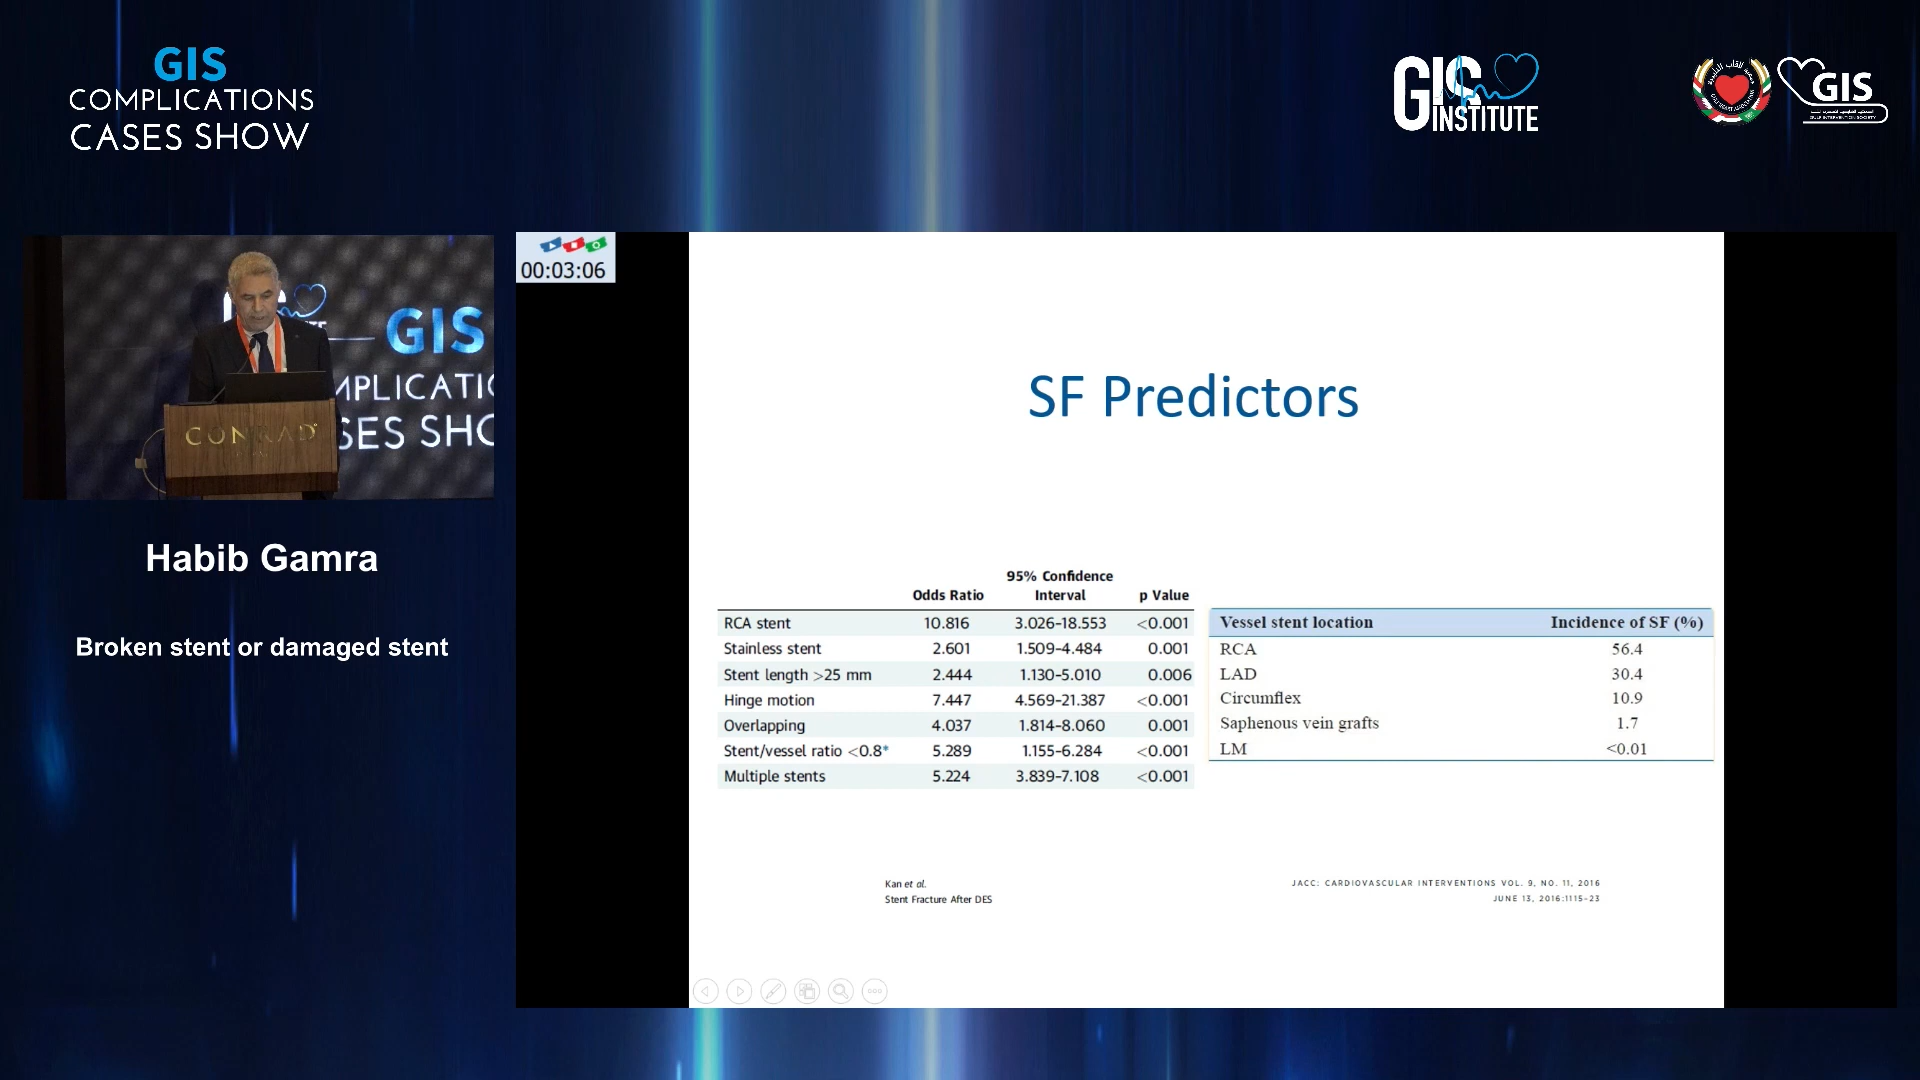 GIS
COMPLICATIONS
CASES SHOW
GIS
INSTITUTE
GIS
GULF INTERVENTION SOCIETY
00:03:06
GIS
MPLICATIO
SES SHO
CONRAD
Habib Gamra
Broken stent or damaged stent
SF Predictors
Odds Ratio 95% Confidence Interval p Value
RCA stent 10.816 3.026-18.553 <0.001
Stainless stent 2.601 1.509-4.484 0.001
Stent length >25 mm 2.444 1.130-5.010 0.006
Hinge motion 7.447 4.569-21.387 <0.001
Overlapping 4.037 1.814-8.060 0.001
Stent/vessel ratio <0.8* 5.289 1.155-6.284 <0.001
Multiple stents 5.224 3.839-7.108 <0.001
Vessel stent location Incidence of SF (%)
RCA 56.4
LAD 30.4
Circumflex 10.9
Saphenous vein grafts 1.7
LM <0.01
Kan et al.
Stent Fracture After DES
JACC: CARDIOVASCULAR INTERVENTIONS VOL. 9, NO. 11, 2016
JUNE 13, 2016:1115-23